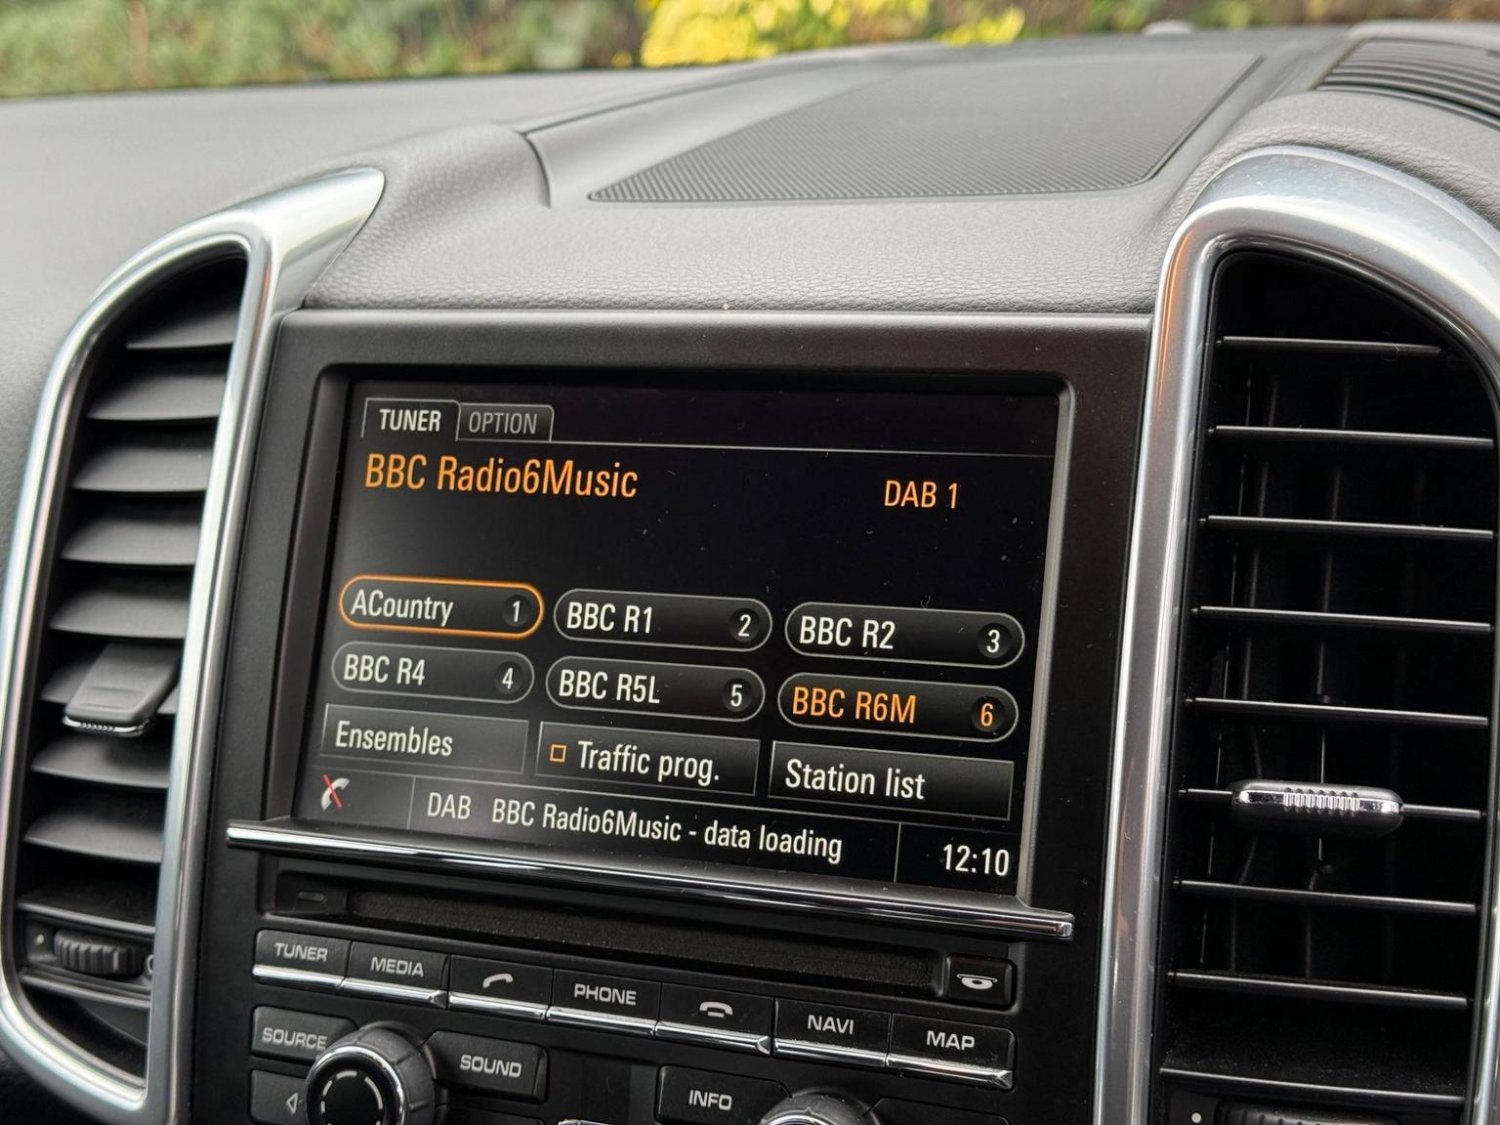 TUNER OPTION
BBC Radio6Music DAB 1
ACountry 1 BBC R1 2 BBC R2 3
BBC R4 4 BBC R5L 5 BBC R6M 6
Ensembles Traffic prog. Station list
DAB BBC Radio6Music - data loading 12:10
TUNER MEDIA PHONE NAVI MAP
SOURCE SOUND INFO